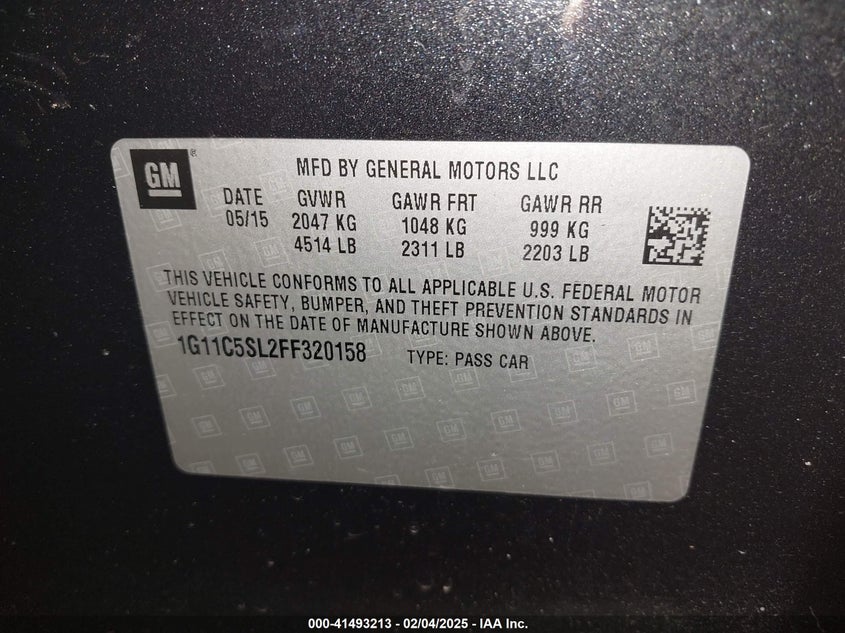 GM
MFD BY GENERAL MOTORS LLC
DATE GVWR GAWR FRT GAWR RR
05/15 2047 KG 1048 KG 999 KG
4514 LB 2311 LB 2203 LB
THIS VEHICLE CONFORMS TO ALL APPLICABLE U.S. FEDERAL MOTOR
VEHICLE SAFETY, BUMPER, AND THEFT PREVENTION STANDARDS IN
EFFECT ON THE DATE OF MANUFACTURE SHOWN ABOVE.
1G11C5SL2FF320158 TYPE: PASS CAR
000-41493213 - 02/04/2025 - IAA Inc.